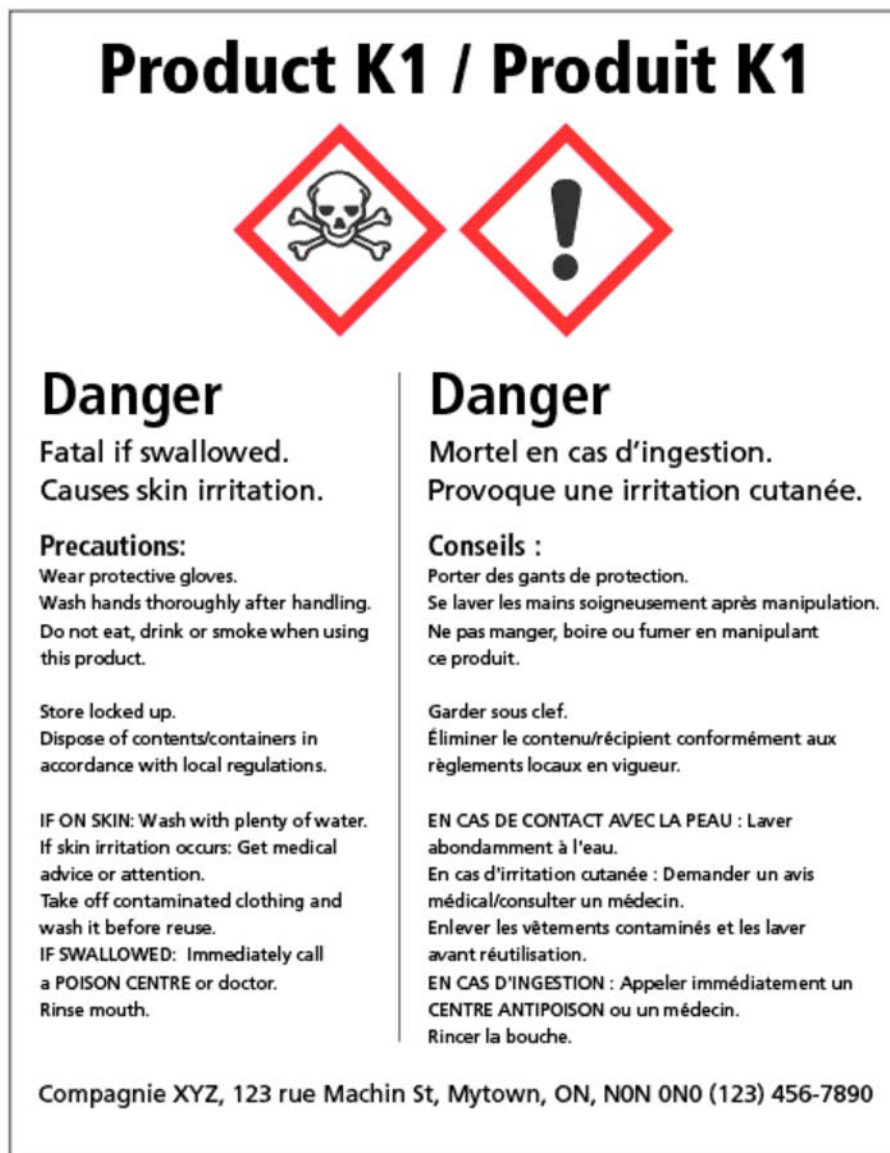 Product K1 / Produit K1
Danger
Fatal if swallowed.
Causes skin irritation.
Precautions:
Wear protective gloves.
Wash hands thoroughly after handling.
Do not eat, drink or smoke when using
this product.
Store locked up.
Dispose of contents/containers in
accordance with local regulations.
IF ON SKIN: Wash with plenty of water.
If skin irritation occurs: Get medical
advice or attention.
Take off contaminated clothing and
wash it before reuse.
IF SWALLOWED: Immediately call
a POISON CENTRE or doctor.
Rinse mouth.
Danger
Mortel en cas d'ingestion.
Provoque une irritation cutanée.
Conseils :
Porter des gants de protection.
Se laver les mains soigneusement après manipulation.
Ne pas manger, boire ou fumer en manipulant
ce produit.
Garder sous clef.
Éliminer le contenu/récipient conformément aux
règlements locaux en vigueur.
EN CAS DE CONTACT AVEC LA PEAU : Laver
abondamment à l'eau.
En cas d'irritation cutanée : Demander un avis
médical/consulter un médecin.
Enlever les vêtements contaminés et les laver
avant réutilisation.
EN CAS D'INGESTION : Appeler immédiatement un
CENTRE ANTIPOISON ou un médecin.
Rincer la bouche.
Compagnie XYZ, 123 rue Machin St, Mytown, ON, N0N 0N0 (123) 456-7890